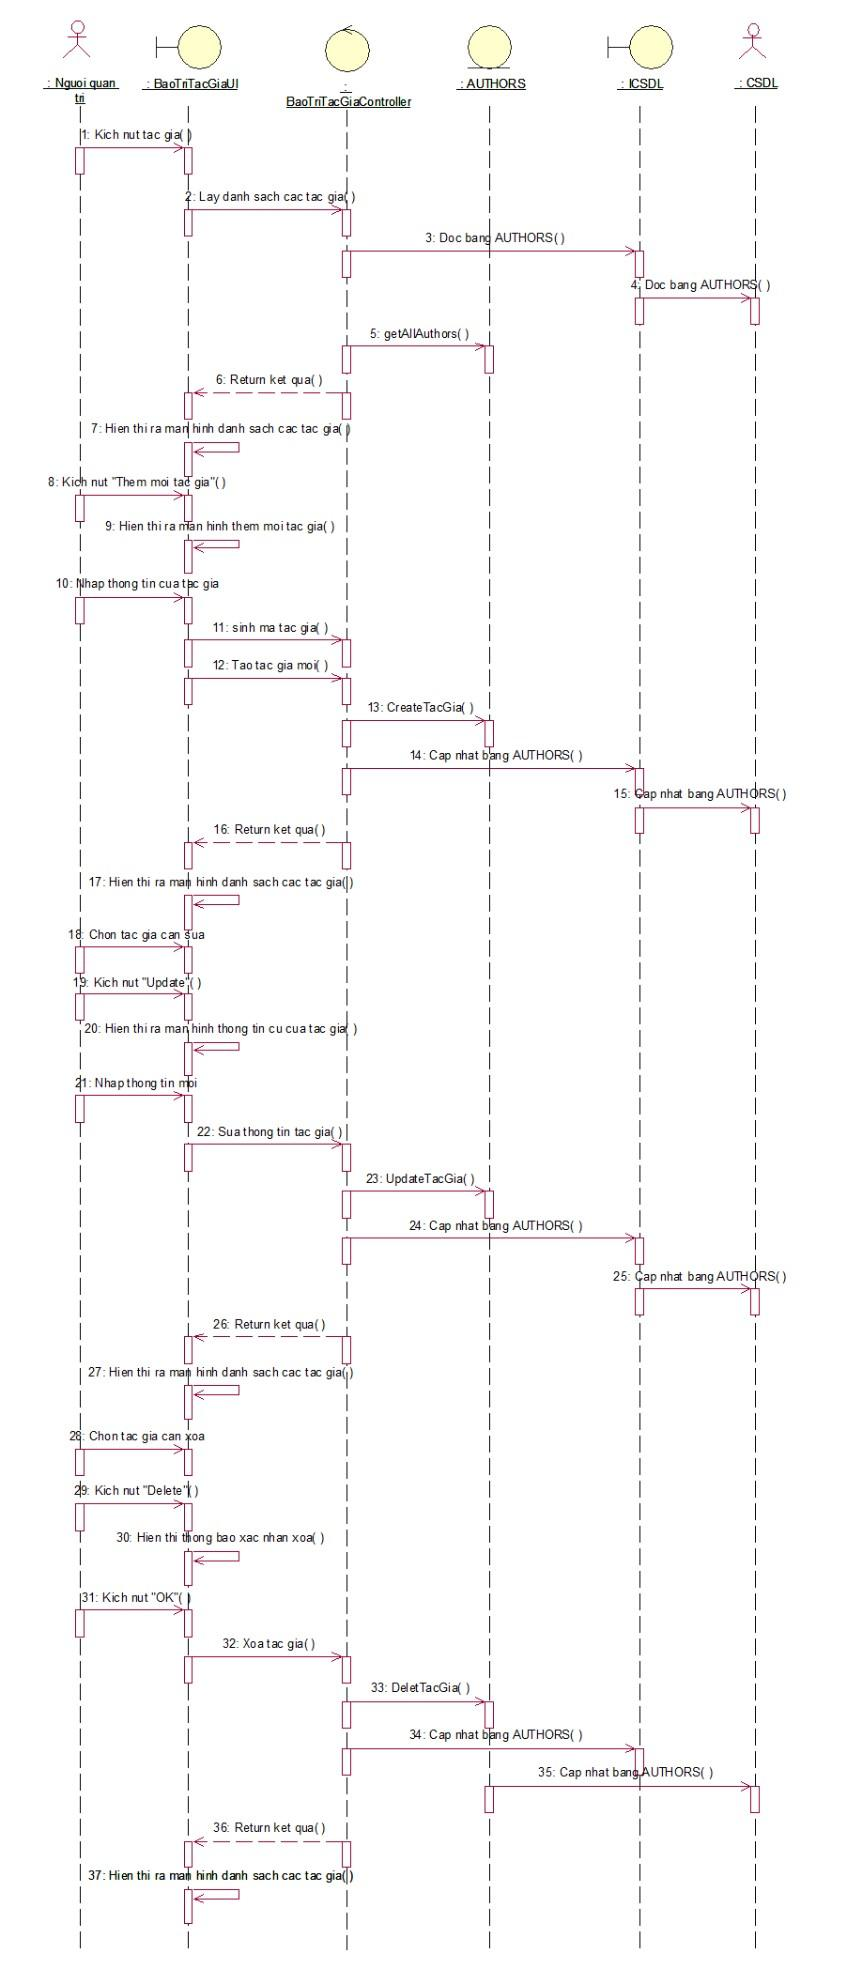 : Nguoi quan
tri
: BaoTriTacGiaUI
:
BaoTriTacGiaController
: AUTHORS
: ICSDL
: CSDL
1: Kich nut tac gia( )
2: Lay danh sach cac tac gia( )
3: Doc bang AUTHORS( )
4: Doc bang AUTHORS( )
5: getAllAuthors( )
6: Return ket qua( )
7: Hien thi ra man hinh danh sach cac tac gia( )
8: Kich nut "Them moi tac gia"( )
9: Hien thi ra man hinh them moi tac gia( )
10: Nhap thong tin cua tac gia
11: sinh ma tac gia( )
12: Tao tac gia moi( )
13: CreateTacGia( )
14: Cap nhat bang AUTHORS( )
15: Cap nhat bang AUTHORS( )
16: Return ket qua( )
17: Hien thi ra man hinh danh sach cac tac gia( )
18: Chon tac gia can sua
19: Kich nut "Update"( )
20: Hien thi ra man hinh thong tin cu cua tac gia( )
21: Nhap thong tin moi
22: Sua thong tin tac gia( )
23: UpdateTacGia( )
24: Cap nhat bang AUTHORS( )
25: Cap nhat bang AUTHORS( )
26: Return ket qua( )
27: Hien thi ra man hinh danh sach cac tac gia( )
28: Chon tac gia can xoa
29: Kich nut "Delete"( )
30: Hien thi thong bao xac nhan xoa( )
31: Kich nut "OK"( )
32: Xoa tac gia( )
33: DeletTacGia( )
34: Cap nhat bang AUTHORS( )
35: Cap nhat bang AUTHORS( )
36: Return ket qua( )
37: Hien thi ra man hinh danh sach cac tac gia( )